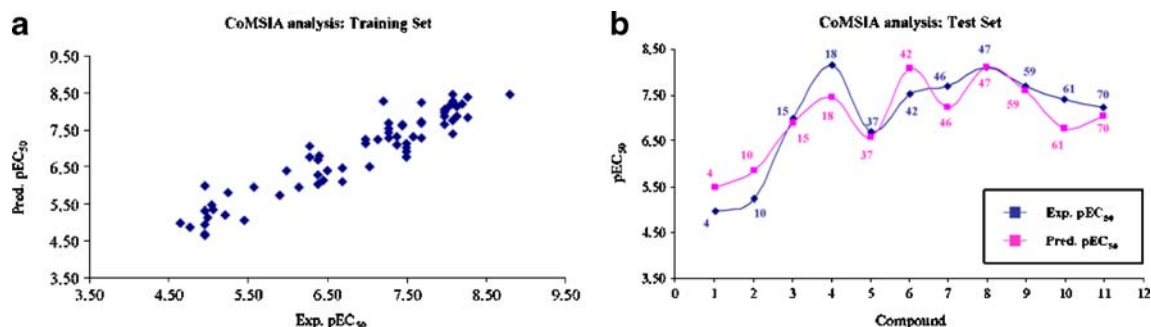 a
CoMSIA analysis: Training Set
9.50
8.50
7.50
6.50
5.50
4.50
3.50
3.50 4.50 5.50 6.50 7.50 8.50 9.50
Pred. pEC50
Exp. pEC50
b
CoMSIA analysis: Test Set
8.50
7.50
6.50
5.50
4.50
3.50
0 1 2 3 4 5 6 7 8 9 10 11 12
pEC50
Compound
18 42 47
46 59 61 70
15 37 42 47
10 18 46 59
4 15 37 61 70
4 10
Exp. pEC50
Pred. pEC50